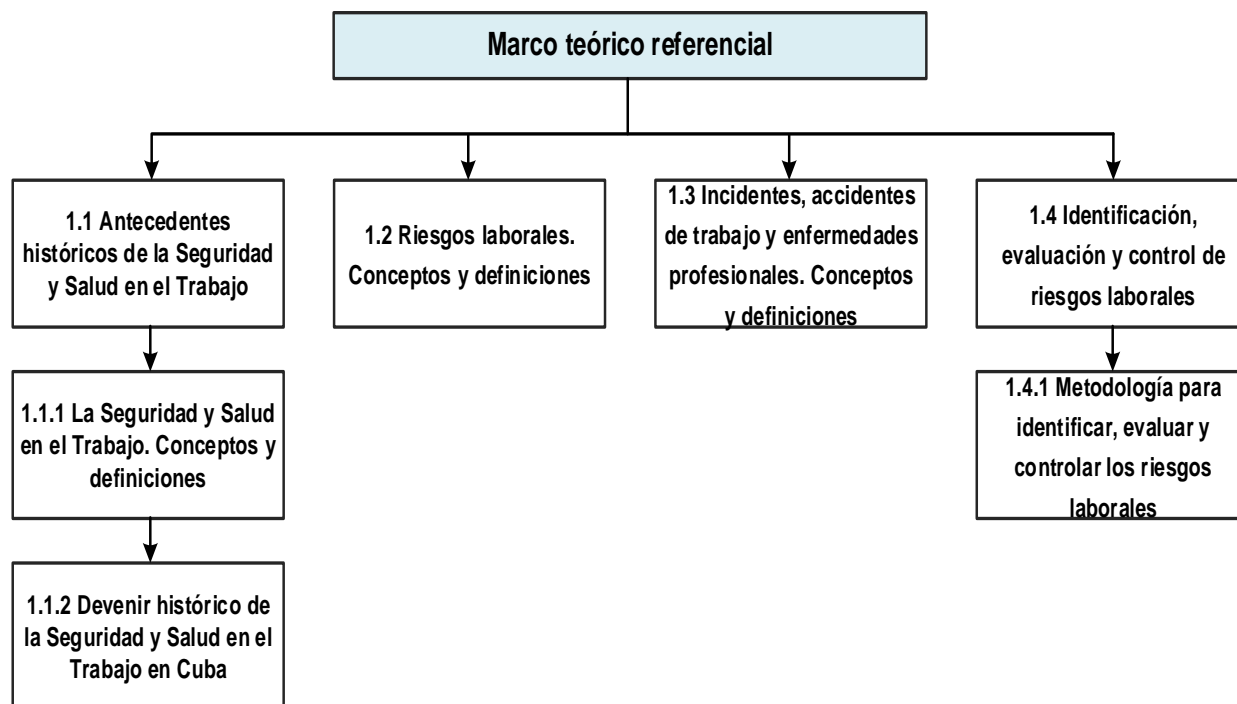 Marco teórico referencial
1.1 Antecedentes
históricos de la Seguridad
y Salud en el Trabajo
1.2 Riesgos laborales.
Conceptos y definiciones
1.3 Incidentes, accidentes
de trabajo y enfermedades
profesionales. Conceptos
y definiciones
1.4 Identificación,
evaluación y control de
riesgos laborales
1.1.1 La Seguridad y Salud
en el Trabajo. Conceptos y
definiciones
1.4.1 Metodología para
identificar, evaluar y
controlar los riesgos
laborales
1.1.2 Devenir histórico de
la Seguridad y Salud en el
Trabajo en Cuba